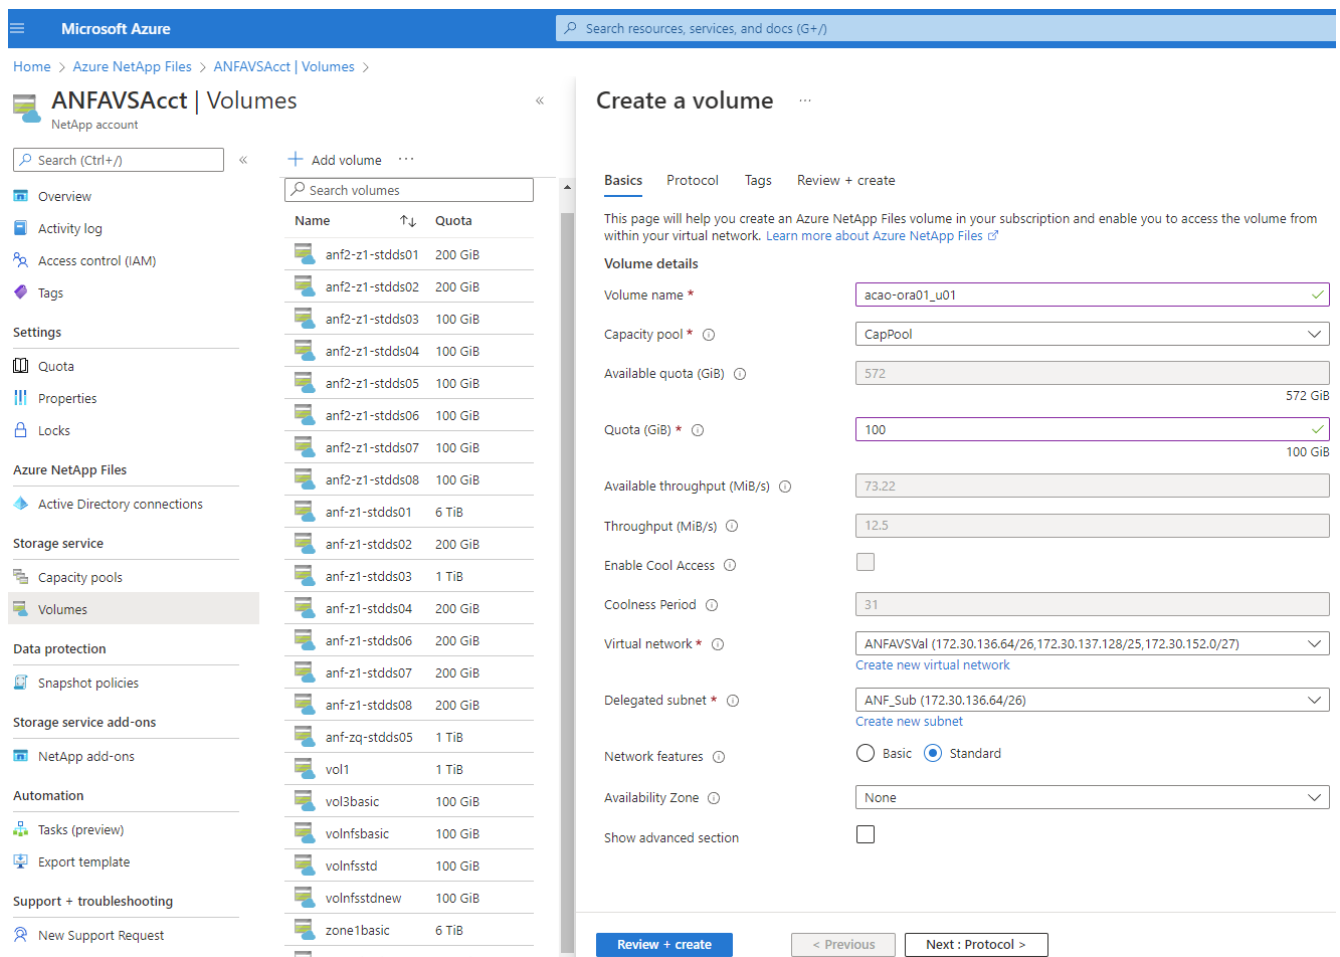 Microsoft Azure
Search resources, services, and docs (G+/)
Home > Azure NetApp Files > ANFAVSAcct | Volumes >
ANFAVSAcct | Volumes
NetApp account
Search (Ctrl+/)
Overview
Activity log
Access control (IAM)
Tags
Settings
Quota
Properties
Locks
Azure NetApp Files
Active Directory connections
Storage service
Capacity pools
Volumes
Data protection
Snapshot policies
Storage service add-ons
NetApp add-ons
Automation
Tasks (preview)
Export template
Support + troubleshooting
New Support Request
Add volume
Search volumes
Name Quota
anf2-z1-stdds01 200 GiB
anf2-z1-stdds02 200 GiB
anf2-z1-stdds03 100 GiB
anf2-z1-stdds04 100 GiB
anf2-z1-stdds05 100 GiB
anf2-z1-stdds06 100 GiB
anf2-z1-stdds07 100 GiB
anf2-z1-stdds08 100 GiB
anf-z1-stdds01 6 TiB
anf-z1-stdds02 200 GiB
anf-z1-stdds03 1 TiB
anf-z1-stdds04 200 GiB
anf-z1-stdds06 200 GiB
anf-z1-stdds07 200 GiB
anf-z1-stdds08 200 GiB
anf-zq-stdds05 1 TiB
vol1 1 TiB
vol3basic 100 GiB
volnfsbasic 100 GiB
volnfsstd 100 GiB
volnfsstdnew 100 GiB
zone1basic 6 TiB
Create a volume
Basics Protocol Tags Review + create
This page will help you create an Azure NetApp Files volume in your subscription and enable you to access the volume from
within your virtual network. Learn more about Azure NetApp Files
Volume details
Volume name * acao-ora01_u01
Capacity pool * CapPool
Available quota (GiB) 572
572 GiB
Quota (GiB) * 100
100 GiB
Available throughput (MiB/s) 73.22
Throughput (MiB/s) 12.5
Enable Cool Access
Coolness Period 31
Virtual network * ANFAVSVal (172.30.136.64/26,172.30.137.128/25,172.30.152.0/27)
Create new virtual network
Delegated subnet * ANF_Sub (172.30.136.64/26)
Create new subnet
Network features Basic Standard
Availability Zone None
Show advanced section
Review + create < Previous Next : Protocol >